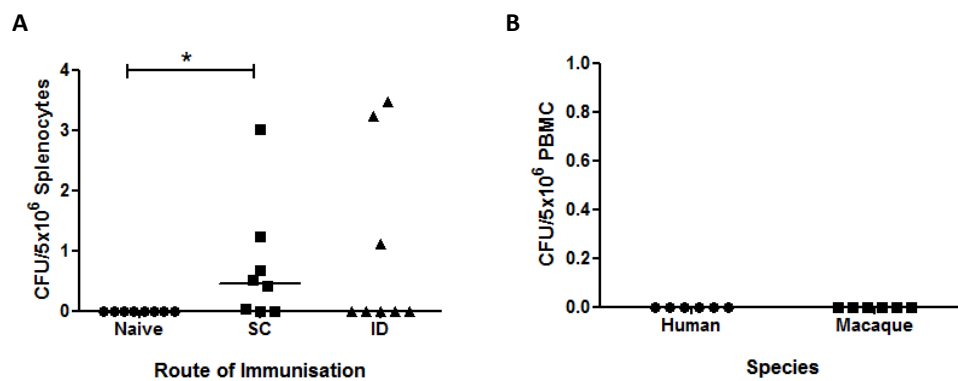 A
*
4
3
2
1
0
CFU/5x10⁶ Splenocytes
Naive SC ID
Route of Immunisation
B
1.0
0.8
0.6
0.4
0.2
0.0
CFU/5x10⁶ PBMC
Human Macaque
Species